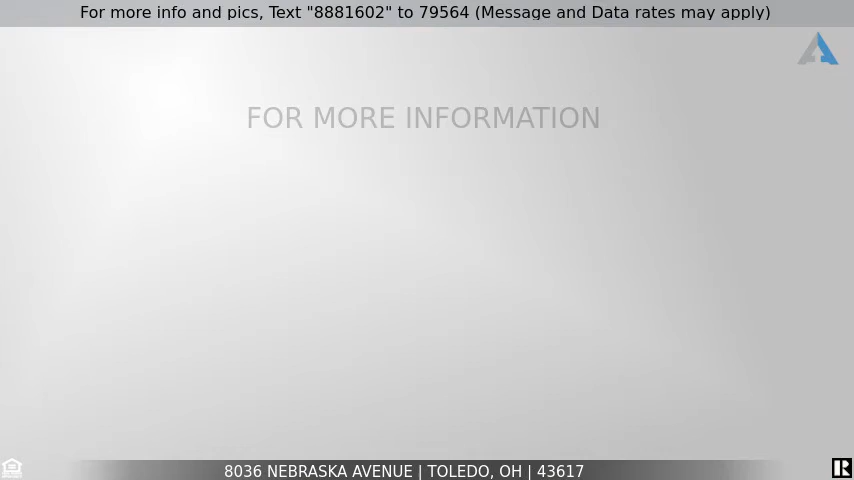 For more info and pics, Text "8881602" to 79564 (Message and Data rates may apply)
FOR MORE INFORMATION
8036 NEBRASKA AVENUE | TOLEDO, OH | 43617